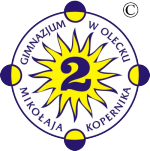 ©
GIMNAZJUM W OLECKU
2
MIKOŁAJA KOPERNIKA